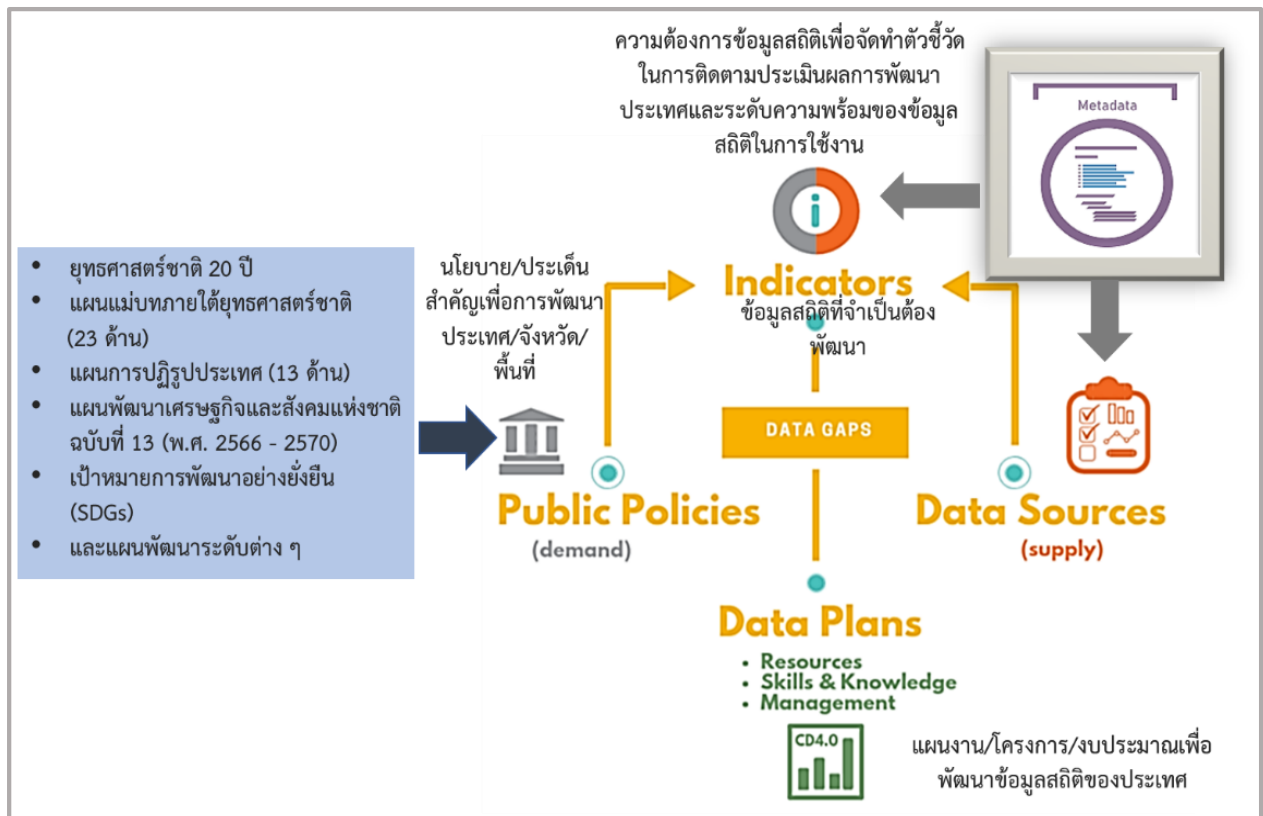 ความต้องการข้อมูลสถิติเพื่อจัดทำตัวชี้วัด
ในการติดตามประเมินผลการพัฒนา
ประเทศและระดับความพร้อมของข้อมูล
สถิติในการใช้งาน
Metadata
• ยุทธศาสตร์ชาติ 20 ปี
• แผนแม่บทภายใต้ยุทธศาสตร์ชาติ
(23 ด้าน)
• แผนการปฏิรูปประเทศ (13 ด้าน)
• แผนพัฒนาเศรษฐกิจและสังคมแห่งชาติ
ฉบับที่ 13 (พ.ศ. 2566 - 2570)
• เป้าหมายการพัฒนาอย่างยั่งยืน
(SDGs)
• และแผนพัฒนาระดับต่าง ๆ
นโยบาย/ประเด็น
สำคัญเพื่อการพัฒนา
ประเทศ/จังหวัด/
พื้นที่
i
Indicators
ข้อมูลสถิติที่จำเป็นต้อง
พัฒนา
DATA GAPS
Public Policies
(demand)
Data Sources
(supply)
Data Plans
• Resources
• Skills & Knowledge
• Management
CD4.0
แผนงาน/โครงการ/งบประมาณเพื่อ
พัฒนาข้อมูลสถิติของประเทศ